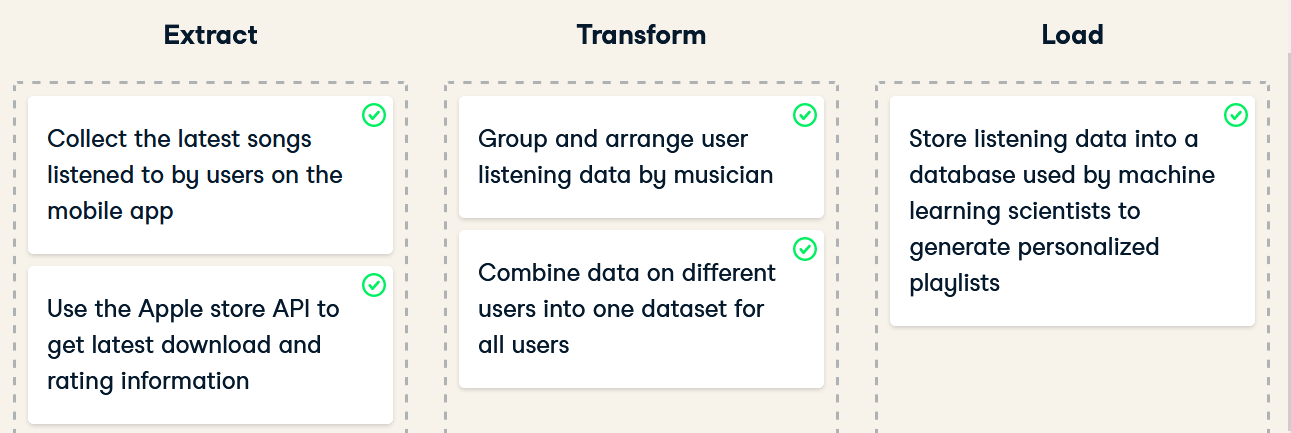 Extract
Collect the latest songs
listened to by users on the
mobile app
Use the Apple store API to
get latest download and
rating information
Transform
Group and arrange user
listening data by musician
Combine data on different
users into one dataset for
all users
Load
Store listening data into a
database used by machine
learning scientists to
generate personalized
playlists